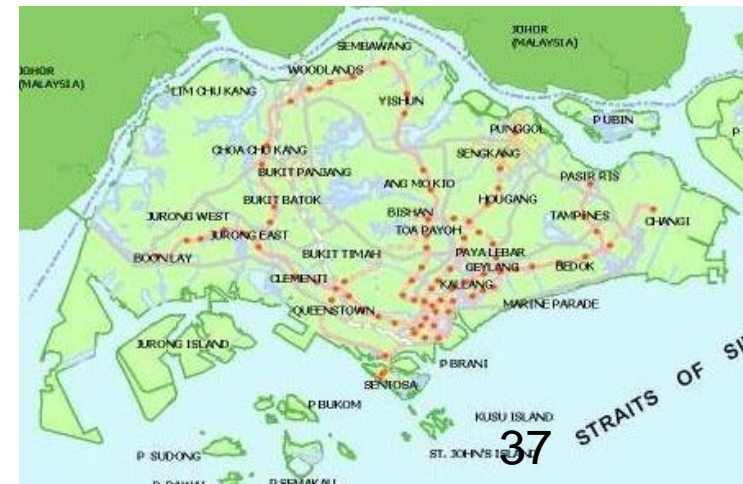 JOHOR
(MALAYSIA)
SEMBAWANG
JOHOR
(MALAYSIA)
WOODLANDS
LIM CHU KANG
YISHUN
P UBIN
PUNGGOL
CHOA CHU KANG
SENGKANG
BUKIT PANJANG
PASIR RIS
ANG MO KIO
BUKIT BATOK
HOUGANG
JURONG WEST
BISHAN
TAMPINES
CHANGI
TOA PAYOH
JURONG EAST
BUKIT TIMAH
PAYA LEBAR
BOON LAY
GEYLANG
BEDOK
CLEMENTI
KALLANG
QUEENSTOWN
MARINE PARADE
JURONG ISLAND
P BRANI
SENTOSA
STRAITS OF
P BUKOM
KUSU ISLAND
37
P SUDONG
ST. JOHN'S ISLAND
P SEMAKAU